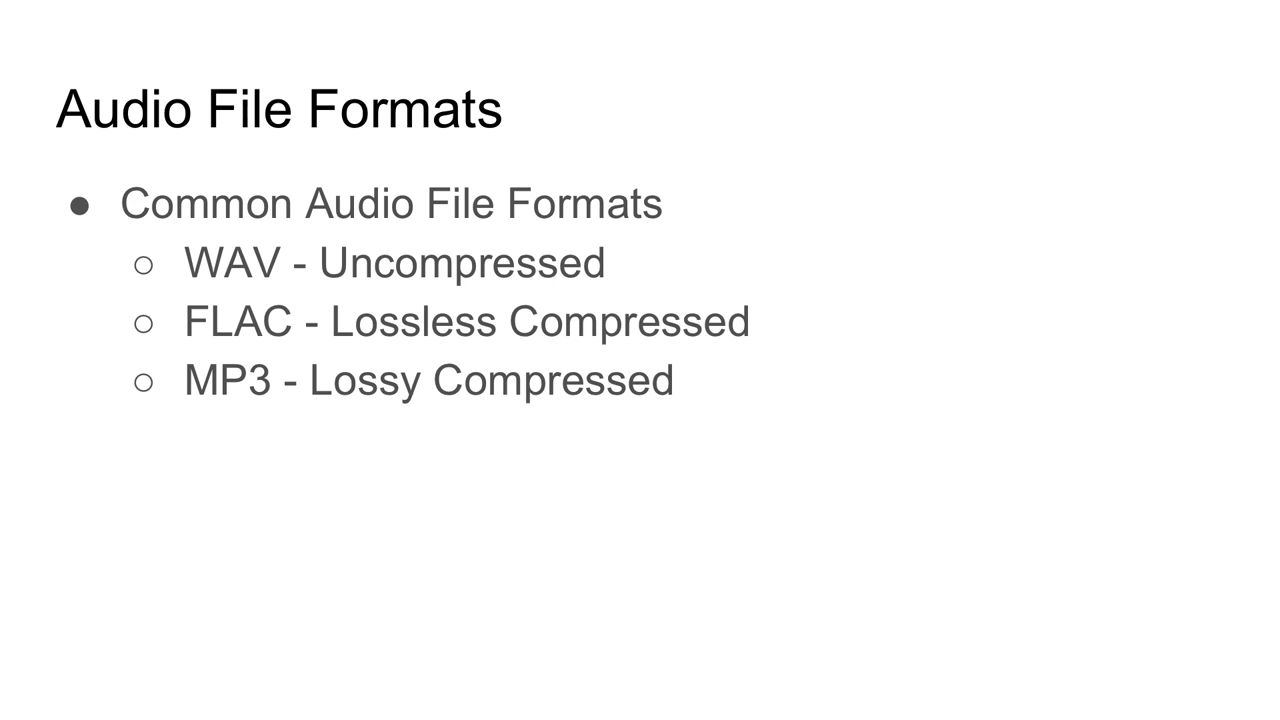 Audio File Formats
● Common Audio File Formats
○ WAV - Uncompressed
○ FLAC - Lossless Compressed
○ MP3 - Lossy Compressed